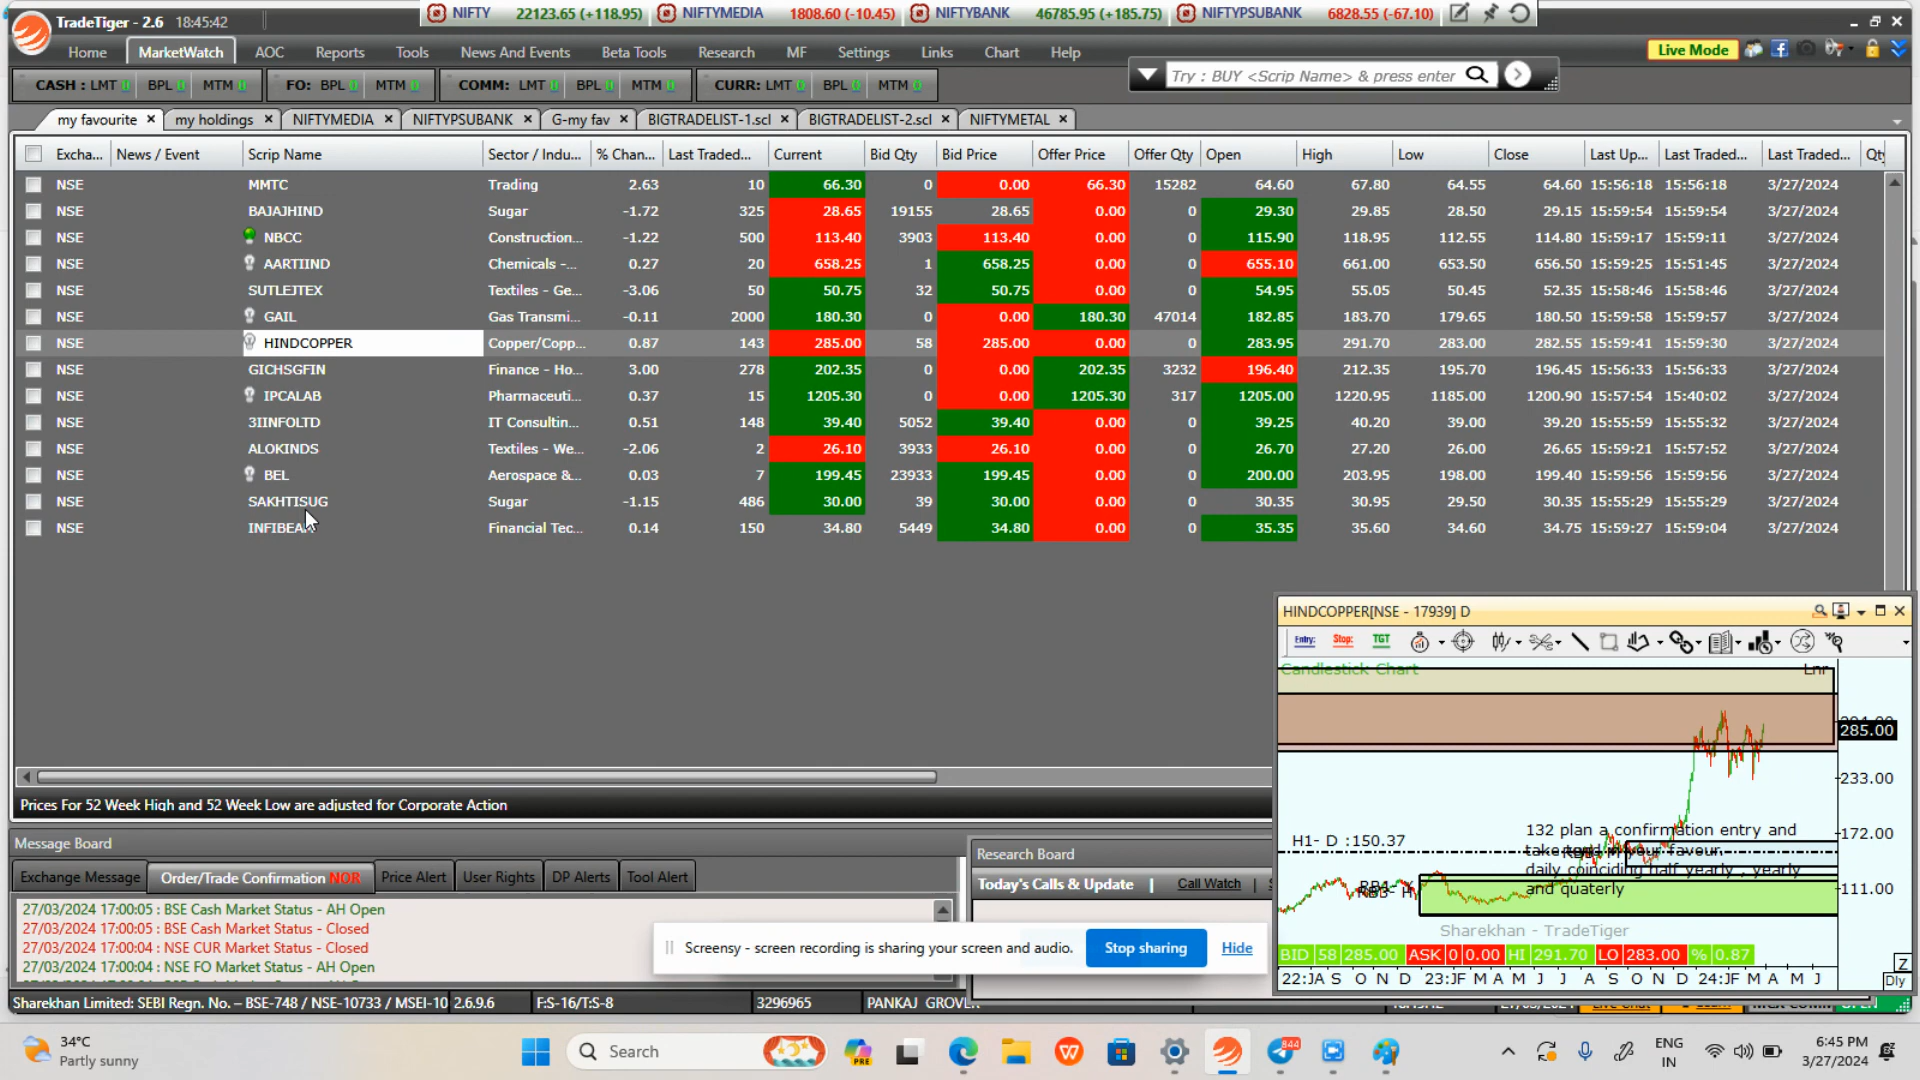 TradeTiger - 2.6 18:45:42
NIFTY 22123.65 (+118.95) NIFTYMEDIA 1808.60 (-10.45) NIFTYBANK 46785.95 (+185.75) NIFTYPSUBANK 6828.55 (-67.10)
Home MarketWatch AOC Reports Tools News And Events Beta Tools Research MF Settings Links Chart Help Live Mode
CASH : LMT BPL MTM FO: BPL MTM COMM: LMT BPL MTM CURR: LMT BPL MTM
Try : BUY <Scrip Name> & press enter
my favourite my holdings NIFTYMEDIA NIFTYPSUBANK G-my fav BIGTRADELIST-1.scl BIGTRADELIST-2.scl NIFTYMETAL
Excha... News / Event Scrip Name Sector / Indu... % Chan... Last Traded... Current Bid Qty Bid Price Offer Price Offer Qty Open High Low Close Last Up... Last Traded... Last Traded... Qty
NSE MMTC Trading 2.63 10 66.30 0 0.00 66.30 15282 64.60 67.80 64.55 64.60 15:56:18 15:56:18 3/27/2024
NSE BAJAJHIND Sugar -1.72 325 28.65 19155 28.65 0.00 0 29.30 29.85 28.50 29.15 15:59:54 15:59:54 3/27/2024
NSE NBCC Construction... -1.22 500 113.40 3903 113.40 0.00 0 115.90 118.95 112.55 114.80 15:59:17 15:59:11 3/27/2024
NSE AARTIIND Chemicals -... 0.27 20 658.25 1 658.25 0.00 0 655.10 661.00 653.50 656.50 15:59:25 15:51:45 3/27/2024
NSE SUTLEJTEX Textiles - Ge... -3.06 50 50.75 32 50.75 0.00 0 54.95 55.05 50.45 52.35 15:58:46 15:58:46 3/27/2024
NSE GAIL Gas Transmi... -0.11 2000 180.30 0 0.00 180.30 47014 182.85 183.70 179.65 180.50 15:59:58 15:59:57 3/27/2024
NSE HINDCOPPER Copper/Copp... 0.87 143 285.00 58 285.00 0.00 0 283.95 291.70 283.00 282.55 15:59:41 15:59:30 3/27/2024
NSE GICHSGFIN Finance - Ho... 3.00 278 202.35 0 0.00 202.35 3232 196.40 212.35 195.70 196.45 15:56:33 15:56:33 3/27/2024
NSE IPCALAB Pharmaceuti... 0.37 15 1205.30 0 0.00 1205.30 317 1205.00 1220.95 1185.00 1200.90 15:57:54 15:40:02 3/27/2024
NSE 3IINFOLTD IT Consultin... 0.51 148 39.40 5052 39.40 0.00 0 39.25 40.20 39.00 39.20 15:55:59 15:55:32 3/27/2024
NSE ALOKINDS Textiles - We... -2.06 2 26.10 3933 26.10 0.00 0 26.70 27.20 26.00 26.65 15:59:21 15:57:52 3/27/2024
NSE BEL Aerospace &... 0.03 7 199.45 23933 199.45 0.00 0 200.00 203.95 198.00 199.40 15:59:56 15:59:56 3/27/2024
NSE SAKHTISUG Sugar -1.15 486 30.00 39 30.00 0.00 0 30.35 30.95 29.50 30.35 15:55:29 15:55:29 3/27/2024
NSE Financial Tec... 0.14 150 34.80 5449 34.80 0.00 0 35.35 35.60 34.60 34.75 15:59:27 15:59:04 3/27/2024
Prices For 52 Week High and 52 Week Low are adjusted for Corporate Action
HINDCOPPER[NSE - 17939] D
Entry: Stop: TGT
Candlestick Chart Lnr
285.00
233.00
172.00
111.00
H1- D :150.37
132 plan a confirmation entry and
take your favour.
daily coinciding half yearly , yearly
and quaterly
Sharekhan - TradeTiger
BID 58 285.00 ASK 0 0.00 HI 291.70 LO 283.00 % 0.87
22:JA S O N D 23:JF M A M J J A S O N D 24:JF M A M J
Z
Dly
Message Board
Exchange Message Order/Trade Confirmation NOR Price Alert User Rights DP Alerts Tool Alert
27/03/2024 17:00:05 : BSE Cash Market Status - AH Open
27/03/2024 17:00:05 : BSE Cash Market Status - Closed
27/03/2024 17:00:04 : NSE CUR Market Status - Closed
27/03/2024 17:00:04 : NSE FO Market Status - AH Open
Research Board
Today's Calls & Update | Call Watch |
Screensy - screen recording is sharing your screen and audio. Stop sharing Hide
Sharekhan Limited: SEBI Regn. No. – BSE-748 / NSE-10733 / MSEI-10 2.6.9.6 F:S-16/T:S-8 3296965 PANKAJ GROVER
34°C
Partly sunny
Search
PRE
844
ENG
IN
6:45 PM
3/27/2024